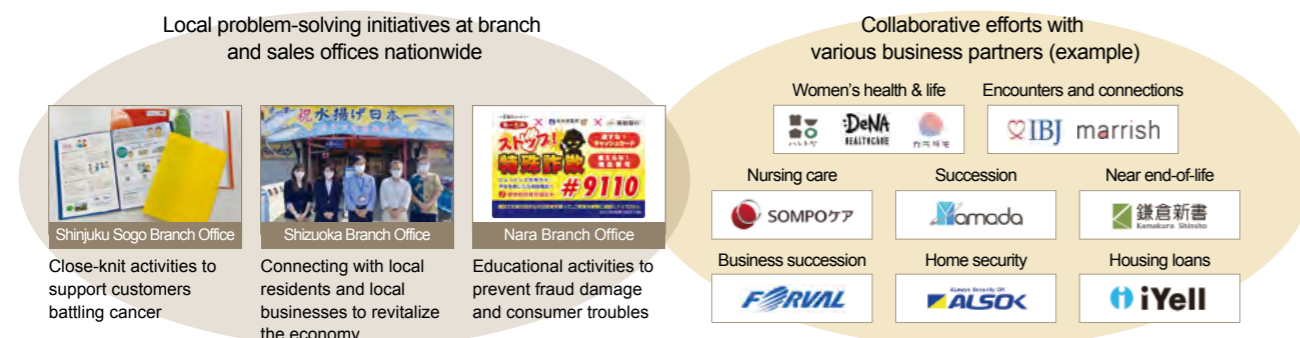 Local problem-solving initiatives at branch
and sales offices nationwide
祝 水揚げ日本一
ストップ!
特殊詐欺
#9110
Shinjuku Sogo Branch Office
Shizuoka Branch Office
Nara Branch Office
Close-knit activities to
support customers
battling cancer
Connecting with local
residents and local
businesses to revitalize
the economy
Educational activities to
prevent fraud damage
and consumer troubles
Collaborative efforts with
various business partners (example)
Women’s health & life
Encounters and connections
:DeNA
HEALTHCARE
IBJ
marrish
Nursing care
Succession
Near end-of-life
SOMPOケア
Yamada
鎌倉新書
Kamakura Shinsho
Business succession
Home security
Housing loans
FORVAL
Always Security OK
ALSOK
iYell